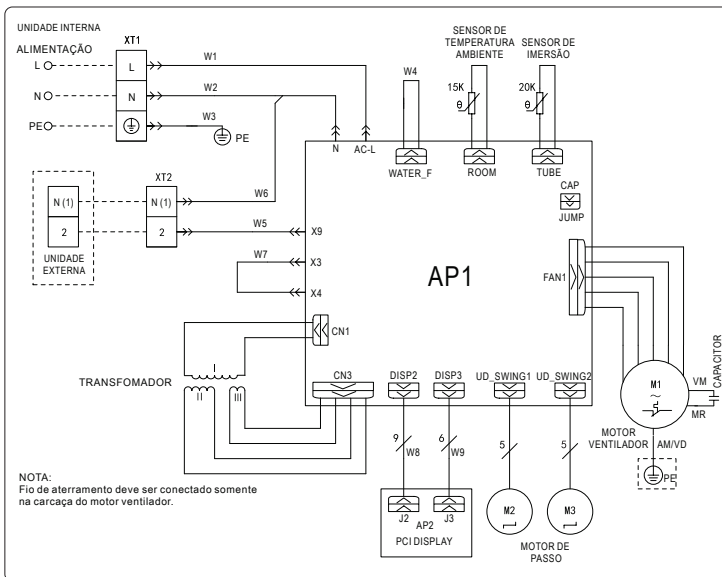 UNIDADE INTERNA
XT1
ALIMENTAÇÃO
L
L
W1
N
N
W2
PE
W3
PE
W4
SENSOR DE
TEMPERATURA
AMBIENTE
SENSOR DE
IMERSÃO
15K
θ
20K
θ
N
AC-L
WATER_F
ROOM
TUBE
CAP
JUMP
XT2
N (1)
N (1)
W6
2
2
W5
X9
UNIDADE
EXTERNA
W7
X3
X4
AP1
FAN1
CN1
TRANSFOMADOR
I
II
III
CN3
DISP2
DISP3
UD_SWING1
UD_SWING2
M1
~
VM
MR
CAPACITOR
MOTOR
VENTILADOR
AM/VD
PE
9
W8
6
W9
5
5
J2
J3
AP2
PCI DISPLAY
M2
M3
MOTOR DE
PASSO
NOTA:
Fio de aterramento deve ser conectado somente
na carcaça do motor ventilador.